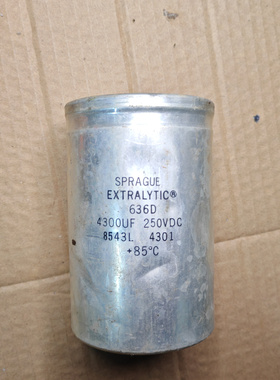 SPRAGUE
EXTRALYTIC®
636D
4300UF 250VDC
8543L 4301
+85°C